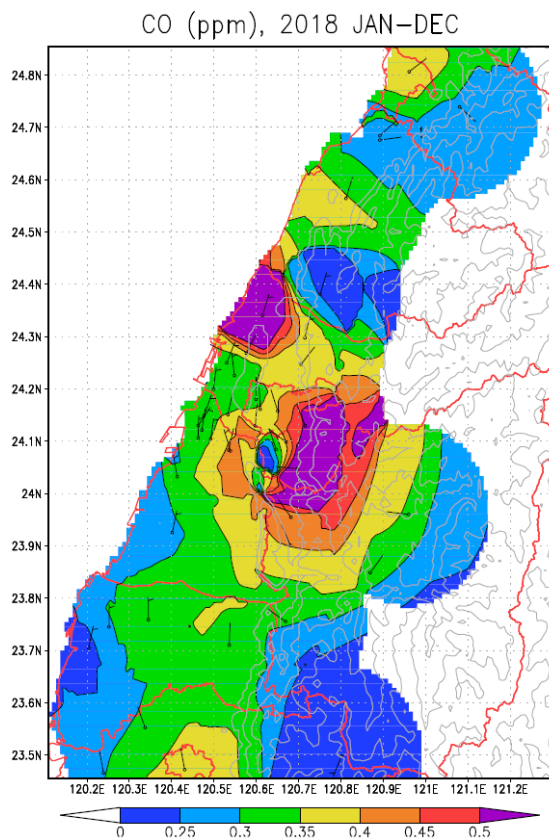 CO (ppm), 2018 JAN-DEC
24.8N
24.7N
24.6N
24.5N
24.4N
24.3N
24.2N
24.1N
24N
23.9N
23.8N
23.7N
23.6N
23.5N
120.2E 120.3E 120.4E 120.5E 120.6E 120.7E 120.8E 120.9E 121E 121.1E 121.2E
0 0.25 0.3 0.35 0.4 0.45 0.5